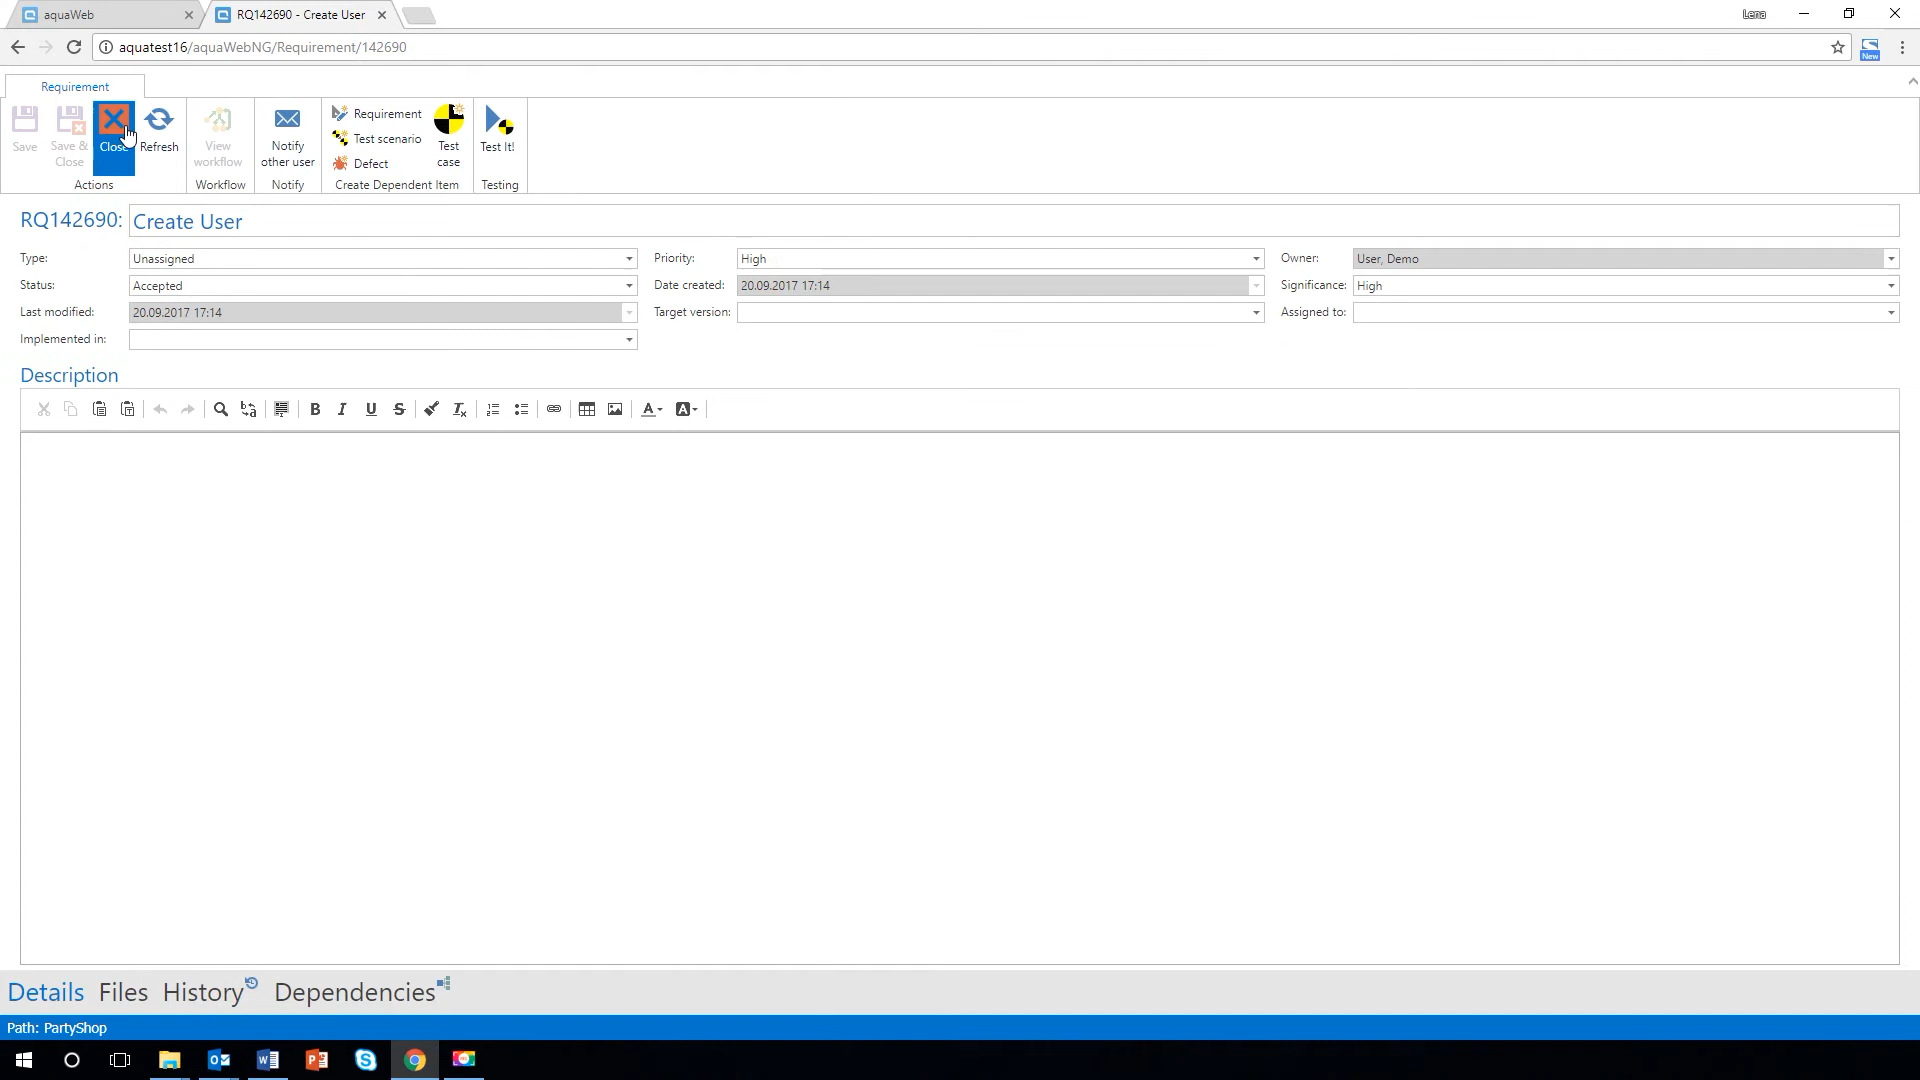 aquaWeb
RQ142690 - Create User
Lena
aquatest16/aquaWebNG/Requirement/142690
New
Requirement
Save
Save & Close
Close
Refresh
Actions
View workflow
Workflow
Notify other user
Notify
Requirement
Test scenario
Defect
Test case
Create Dependent Item
Test It!
Testing
RQ142690: Create User
Type: Unassigned
Priority: High
Owner: User, Demo
Status: Accepted
Date created: 20.09.2017 17:14
Significance: High
Last modified: 20.09.2017 17:14
Target version:
Assigned to:
Implemented in:
Description
Details Files History Dependencies
Path: PartyShop